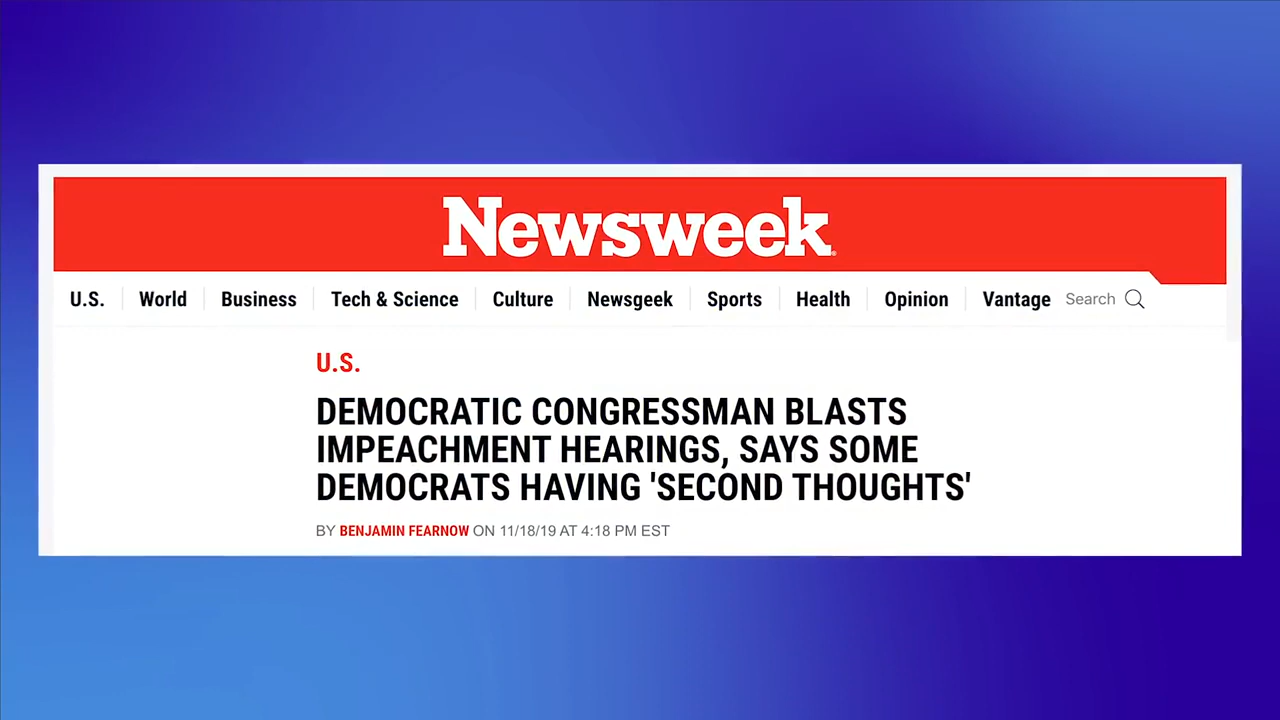 Newsweek
U.S. World Business Tech & Science Culture Newsgeek Sports Health Opinion Vantage Search
U.S.
DEMOCRATIC CONGRESSMAN BLASTS
IMPEACHMENT HEARINGS, SAYS SOME
DEMOCRATS HAVING 'SECOND THOUGHTS'
BY BENJAMIN FEARNOW ON 11/18/19 AT 4:18 PM EST